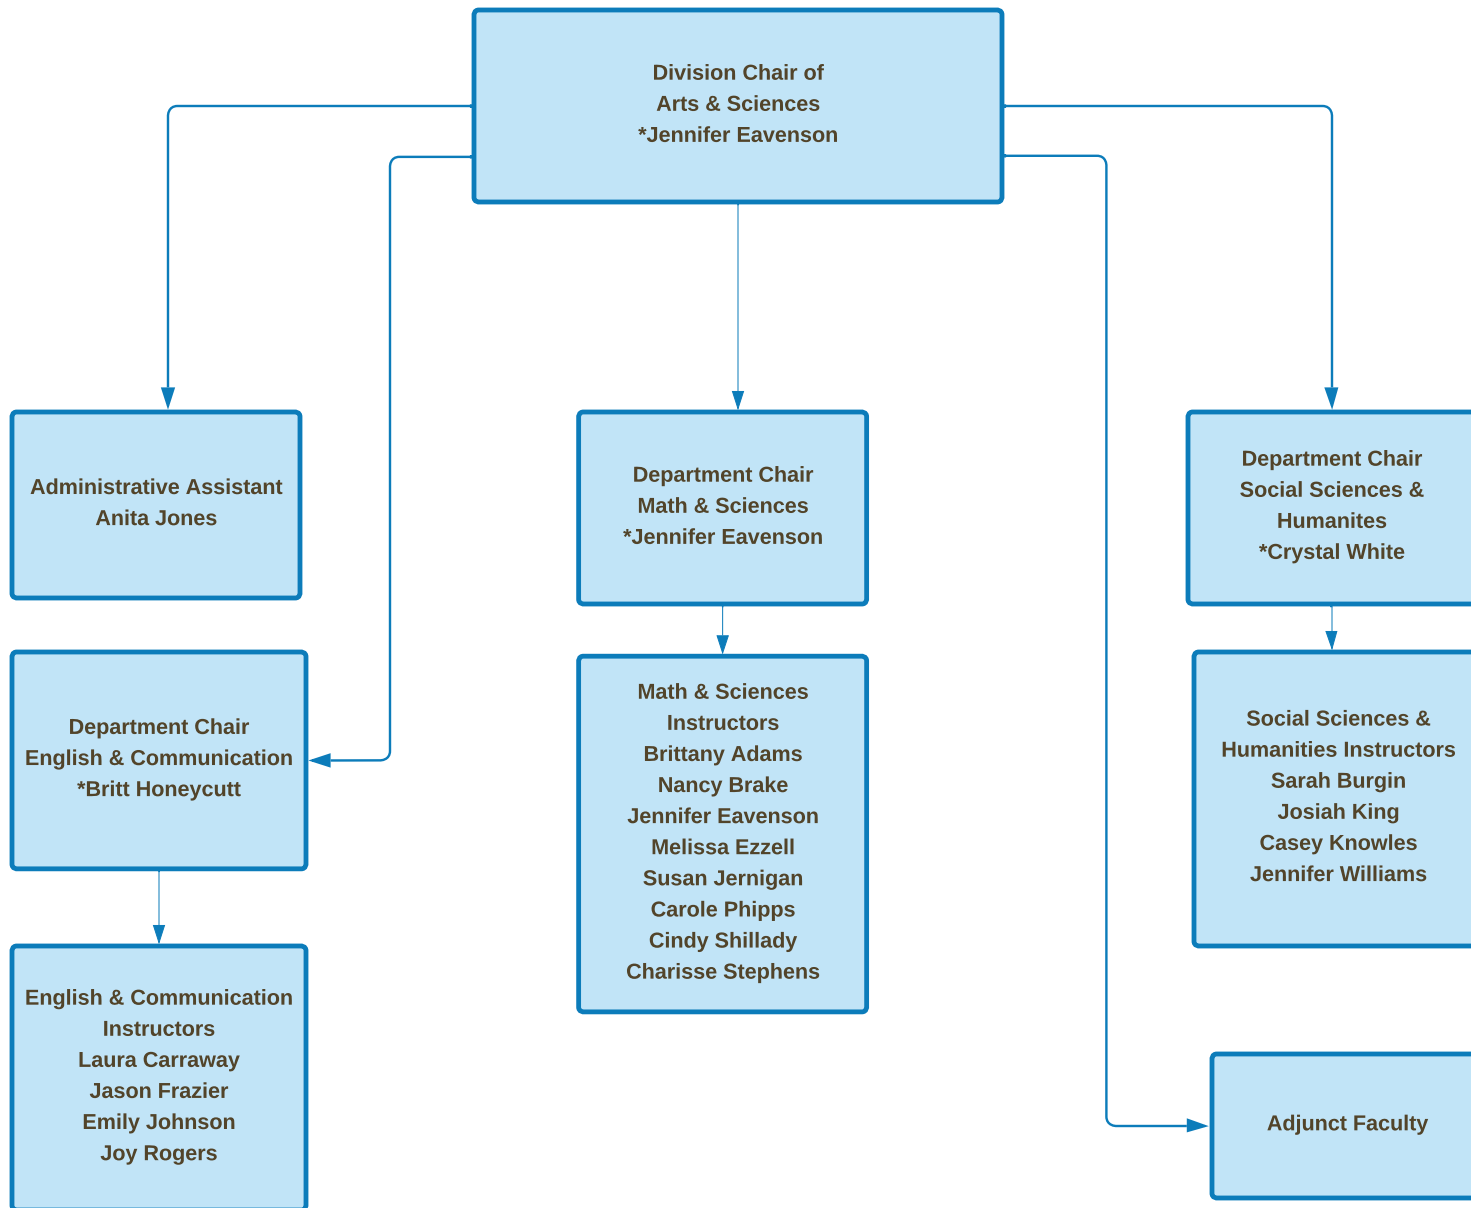 Division Chair of
Arts & Sciences
*Jennifer Eavenson
Administrative Assistant
Anita Jones
Department Chair
Math & Sciences
*Jennifer Eavenson
Department Chair
Social Sciences &
Humanites
*Crystal White
Department Chair
English & Communication
*Britt Honeycutt
Math & Sciences
Instructors
Brittany Adams
Nancy Brake
Jennifer Eavenson
Melissa Ezzell
Susan Jernigan
Carole Phipps
Cindy Shillady
Charisse Stephens
Social Sciences &
Humanities Instructors
Sarah Burgin
Josiah King
Casey Knowles
Jennifer Williams
English & Communication
Instructors
Laura Carraway
Jason Frazier
Emily Johnson
Joy Rogers
Adjunct Faculty